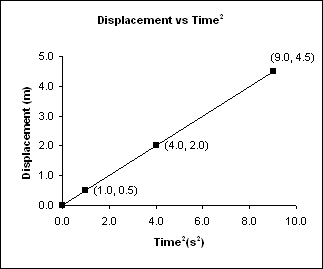 Displacement vs Time²
(9.0, 4.5)
5.0
4.0
3.0
2.0
1.0
0.0
Displacement (m)
(4.0, 2.0)
(1.0, 0.5)
0.0 2.0 4.0 6.0 8.0 10.0
Time²(s²)